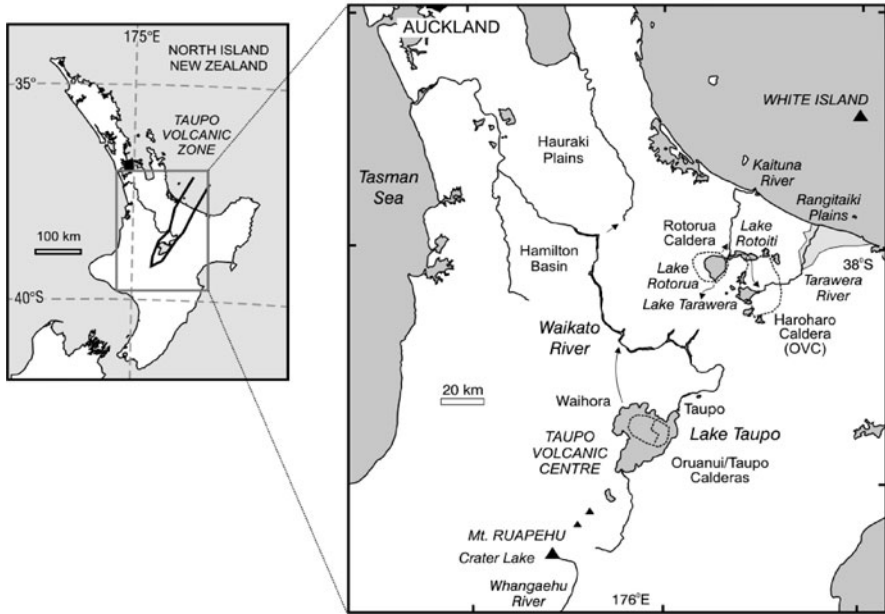 175°E
NORTH ISLAND
NEW ZEALAND
35°
TAUPO
VOLCANIC
ZONE
100 km
40°S
AUCKLAND
WHITE ISLAND
Hauraki
Plains
Tasman
Sea
Kaituna
River
Rangitaiki
Plains
Rotorua
Caldera
Lake
Rotoiti
Hamilton
Basin
38°S
Lake
Rotorua
Tarawera
River
Lake Tarawera
Haroharo
Caldera
(OVC)
Waikato
River
20 km
Waihora
Taupo
TAUPO
VOLCANIC
CENTRE
Lake Taupo
Oruanui/Taupo
Calderas
Mt. RUAPEHU
Crater Lake
Whangaehu
River
176°E